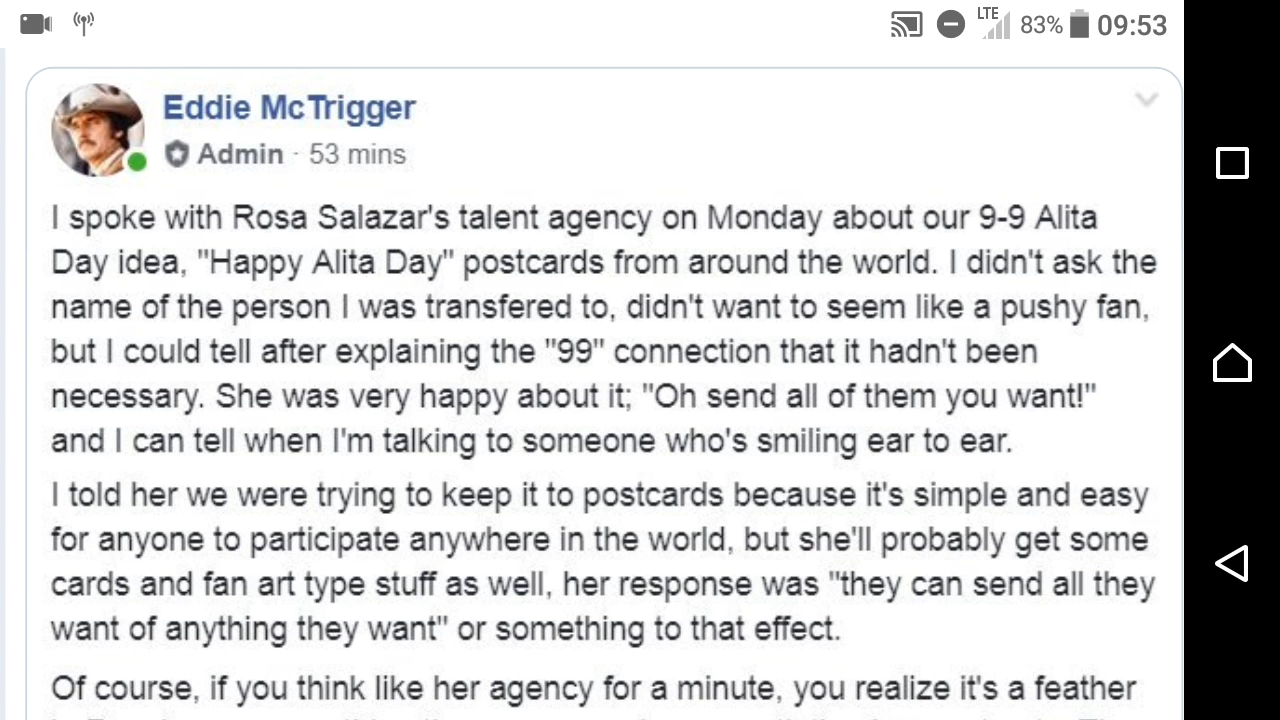 LTE 83% 09:53
Eddie McTrigger
Admin · 53 mins
I spoke with Rosa Salazar's talent agency on Monday about our 9-9 Alita
Day idea, "Happy Alita Day" postcards from around the world. I didn't ask the
name of the person I was transfered to, didn't want to seem like a pushy fan,
but I could tell after explaining the "99" connection that it hadn't been
necessary. She was very happy about it; "Oh send all of them you want!"
and I can tell when I'm talking to someone who's smiling ear to ear.
I told her we were trying to keep it to postcards because it's simple and easy
for anyone to participate anywhere in the world, but she'll probably get some
cards and fan art type stuff as well, her response was "they can send all they
want of anything they want" or something to that effect.
Of course, if you think like her agency for a minute, you realize it's a feather